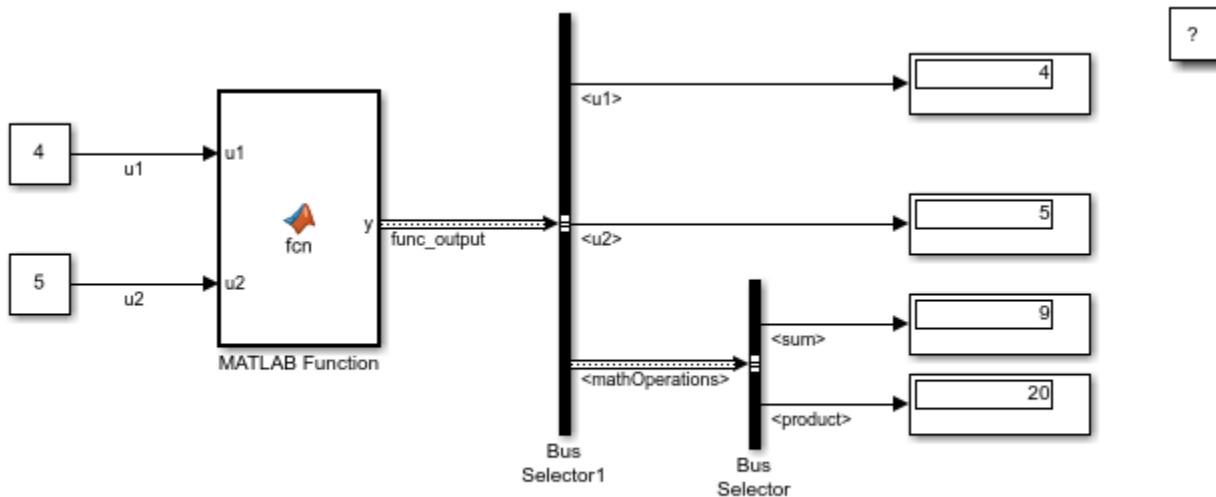 4
u1
5
u2
u1
u2
fcn
y
MATLAB Function
func_output
<u1>
<u2>
<mathOperations>
Bus
Selector1
<sum>
<product>
Bus
Selector
4
5
9
20
?